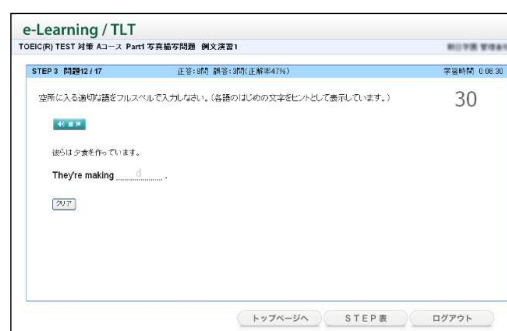 e-Learning / TLT
TOEIC(R) TEST 対策 Aコース Part1 写真描写問題 例文演習1
STEP 3 問題12 / 17 正答:8問 誤答:9問(正解率47%) 学習時間 0:06:30
空所に入る適切な語をフルスペルで入力しなさい。(各語のはじめの文字をヒントとして表示しています。)
30
音声
彼らは夕食を作っています。
They're making d .
クリア
トップページへ STEP表 ログアウト